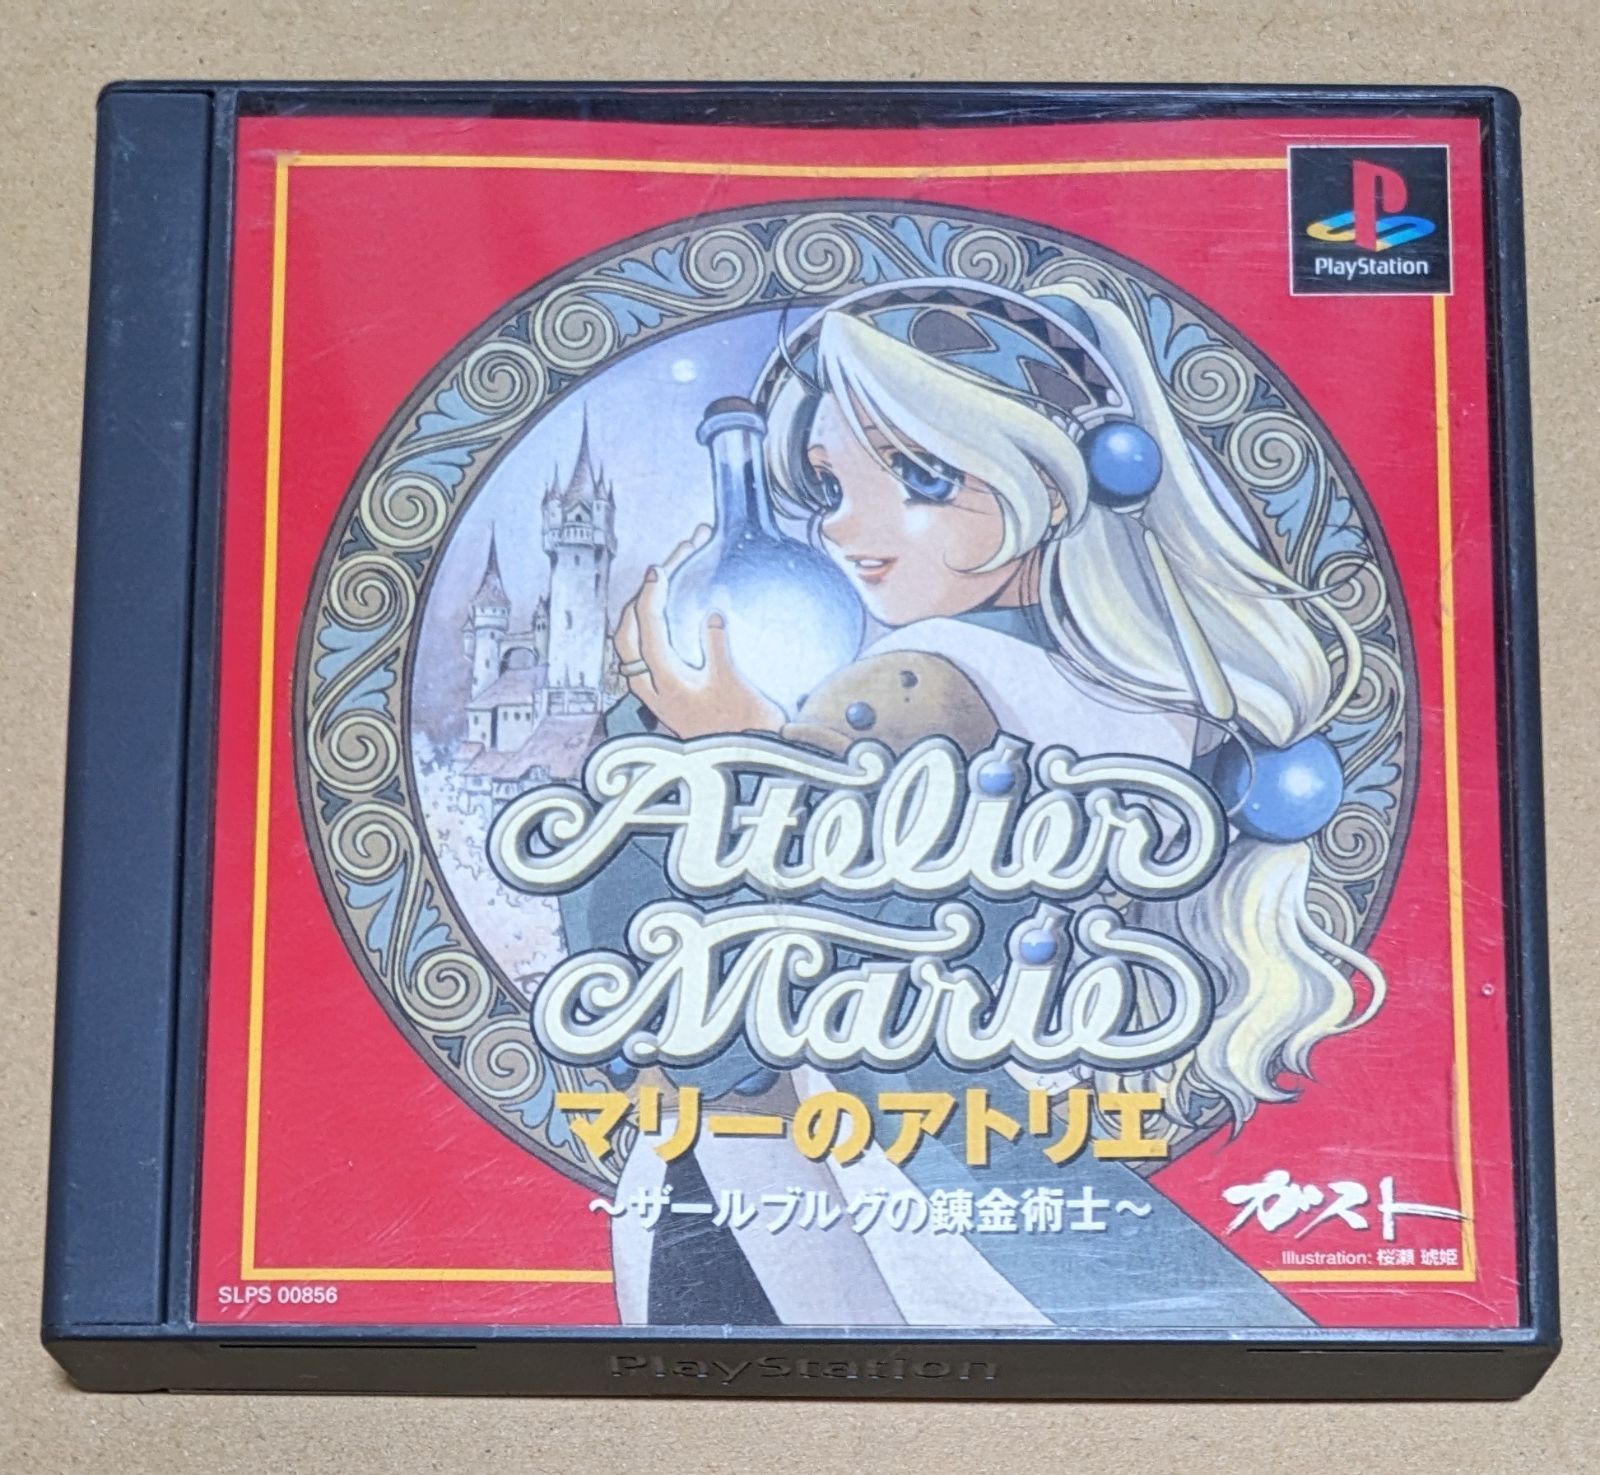 PlayStation
Atelier
Marie
マリーのアトリエ
～ザールブルグの錬金術士～
ガスト
Illustration: 桜瀬 琥姫
SLPS 00856
PlayStation